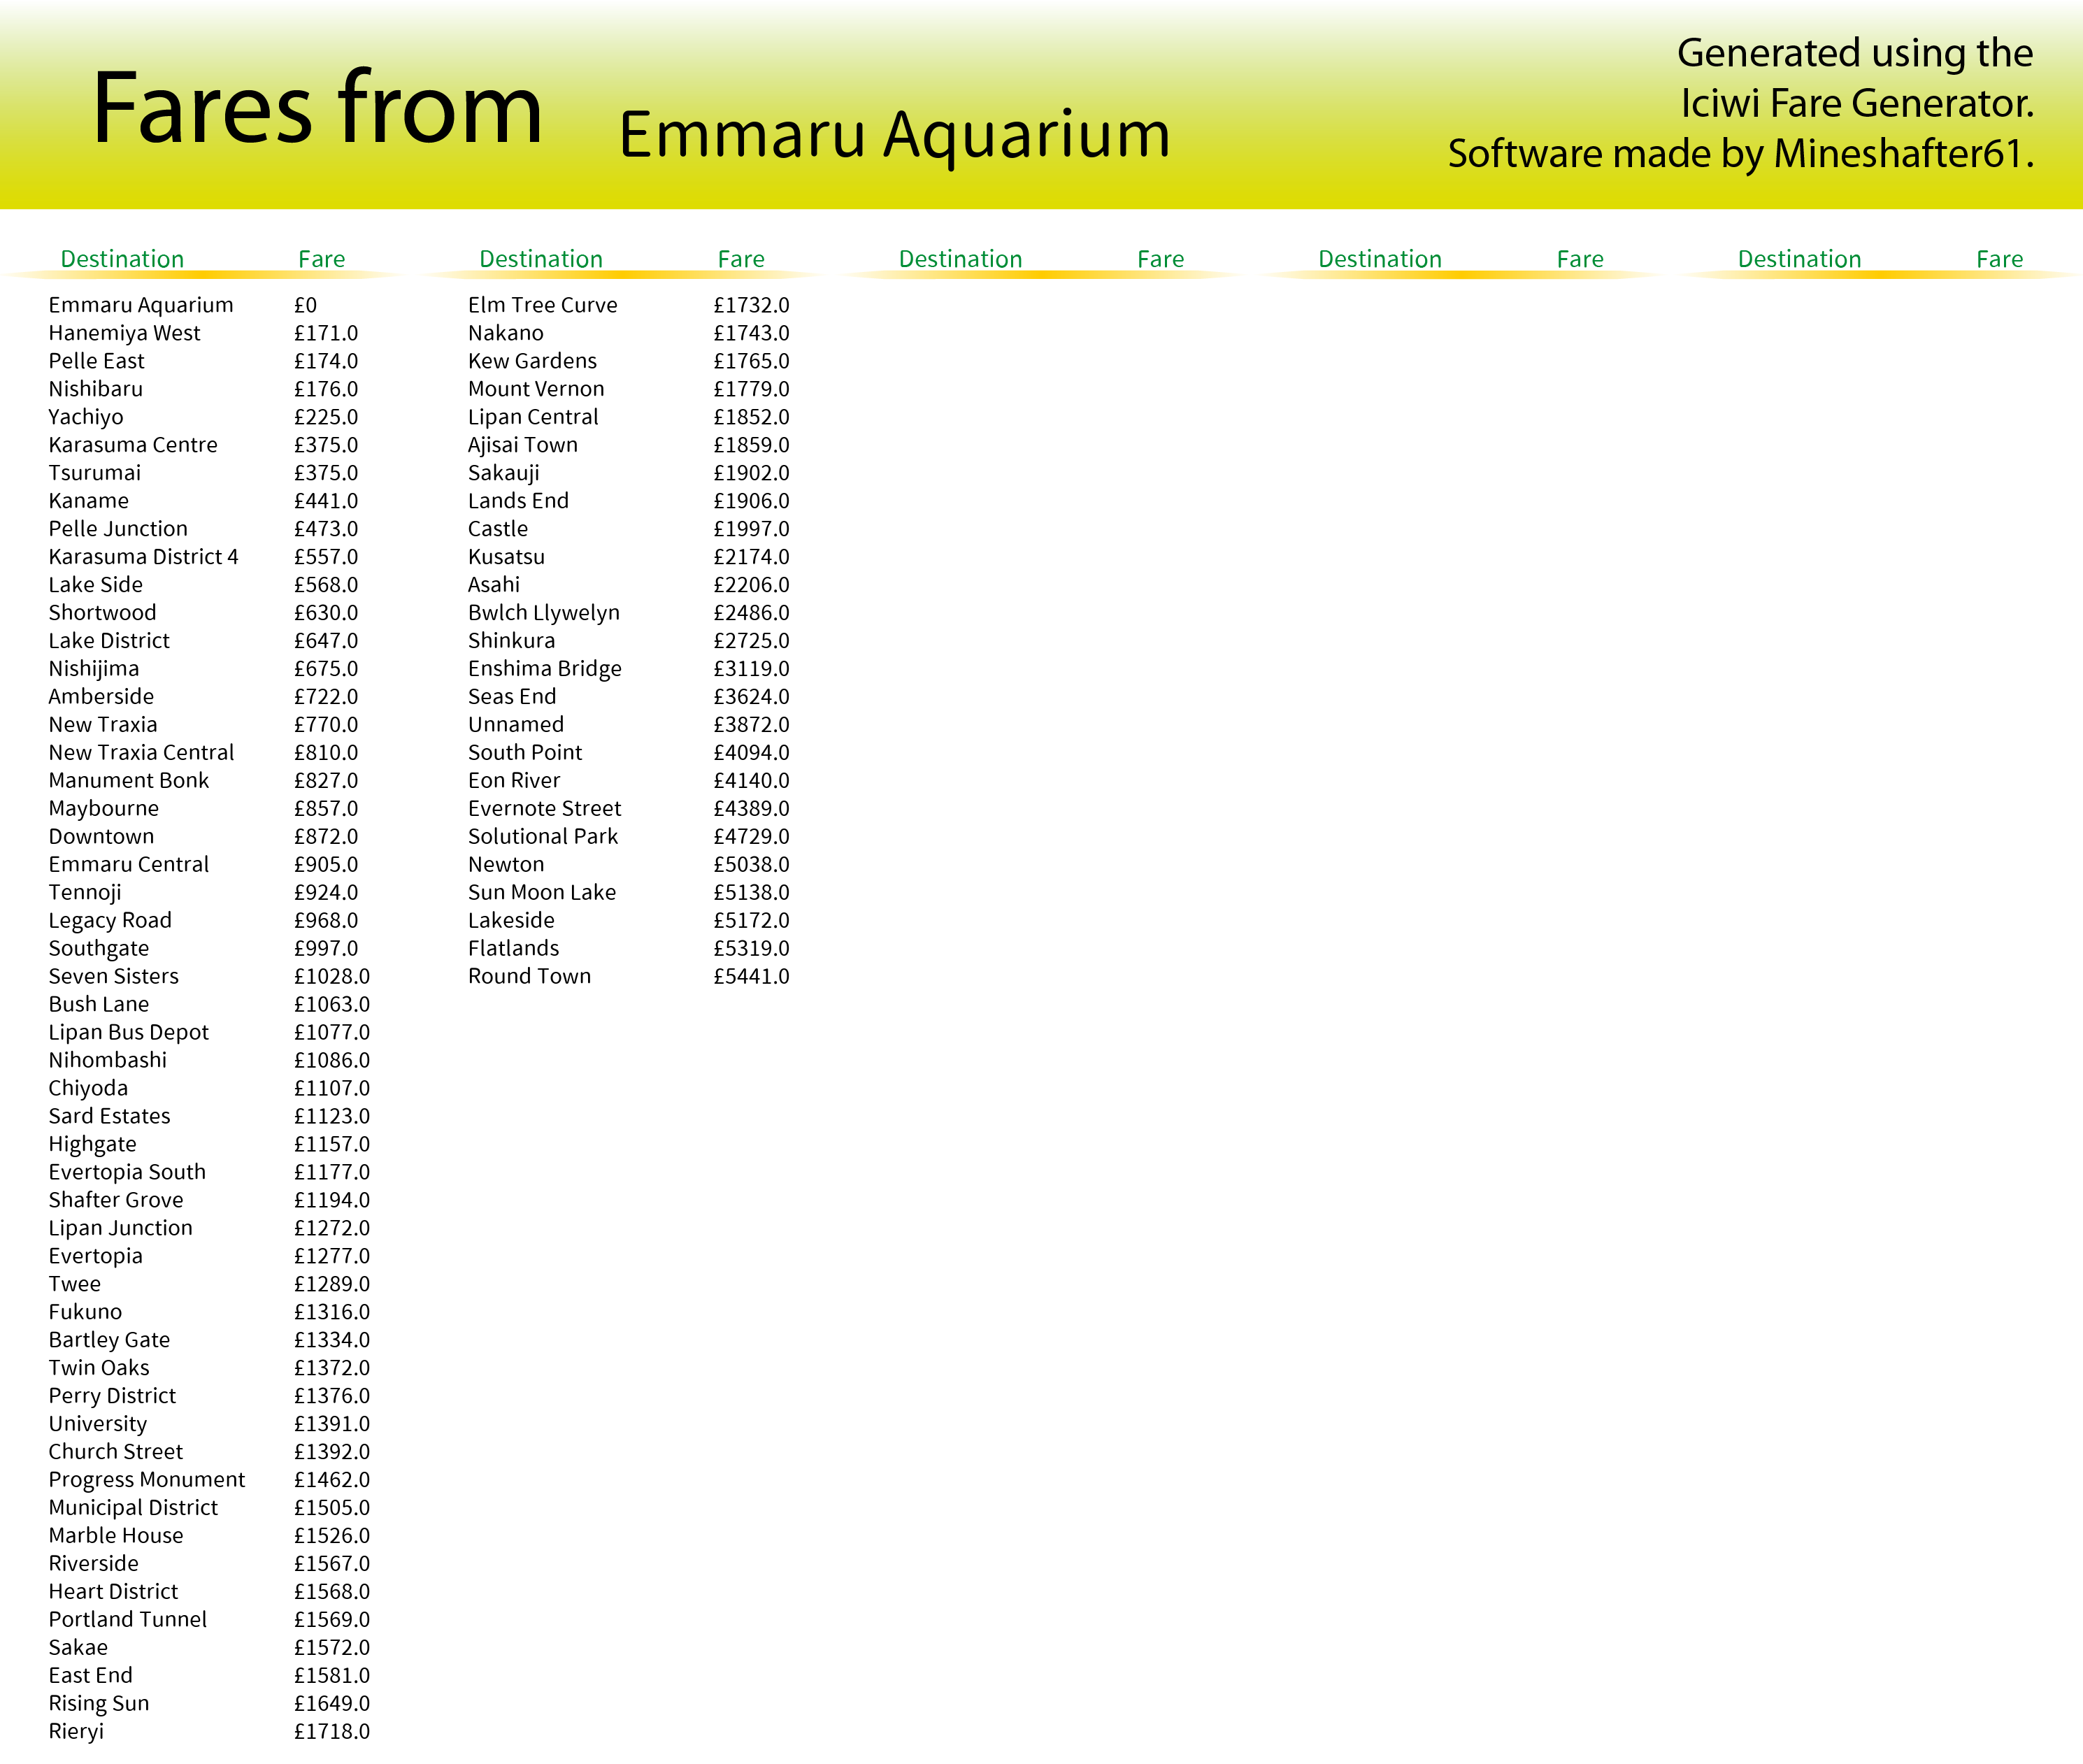 Fares from Emmaru Aquarium
Generated using the
Iciwi Fare Generator.
Software made by Mineshafter61.
Destination Fare Destination Fare Destination Fare Destination Fare Destination Fare
Emmaru Aquarium £0
Hanemiya West £171.0
Pelle East £174.0
Nishibaru £176.0
Yachiyo £225.0
Karasuma Centre £375.0
Tsurumai £375.0
Kaname £441.0
Pelle Junction £473.0
Karasuma District 4 £557.0
Lake Side £568.0
Shortwood £630.0
Lake District £647.0
Nishijima £675.0
Amberside £722.0
New Traxia £770.0
New Traxia Central £810.0
Manument Bonk £827.0
Maybourne £857.0
Downtown £872.0
Emmaru Central £905.0
Tennoji £924.0
Legacy Road £968.0
Southgate £997.0
Seven Sisters £1028.0
Bush Lane £1063.0
Lipan Bus Depot £1077.0
Nihombashi £1086.0
Chiyoda £1107.0
Sard Estates £1123.0
Highgate £1157.0
Evertopia South £1177.0
Shafter Grove £1194.0
Lipan Junction £1272.0
Evertopia £1277.0
Twee £1289.0
Fukuno £1316.0
Bartley Gate £1334.0
Twin Oaks £1372.0
Perry District £1376.0
University £1391.0
Church Street £1392.0
Progress Monument £1462.0
Municipal District £1505.0
Marble House £1526.0
Riverside £1567.0
Heart District £1568.0
Portland Tunnel £1569.0
Sakae £1572.0
East End £1581.0
Rising Sun £1649.0
Rieryi £1718.0
Elm Tree Curve £1732.0
Nakano £1743.0
Kew Gardens £1765.0
Mount Vernon £1779.0
Lipan Central £1852.0
Ajisai Town £1859.0
Sakauji £1902.0
Lands End £1906.0
Castle £1997.0
Kusatsu £2174.0
Asahi £2206.0
Bwlch Llywelyn £2486.0
Shinkura £2725.0
Enshima Bridge £3119.0
Seas End £3624.0
Unnamed £3872.0
South Point £4094.0
Eon River £4140.0
Evernote Street £4389.0
Solutional Park £4729.0
Newton £5038.0
Sun Moon Lake £5138.0
Lakeside £5172.0
Flatlands £5319.0
Round Town £5441.0